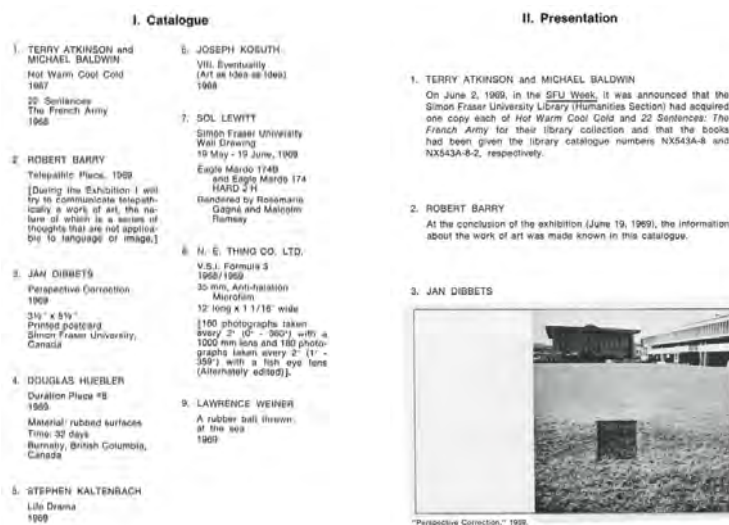 I. Catalogue
1. TERRY ATKINSON and
MICHAEL BALDWIN
Hot Warm Cool Cold
1967
22 Sentences
The French Army
1968
2. ROBERT BARRY
Telepathic Piece, 1969
[During the Exhibition I will
try to communicate telepath-
ically a work of art, the na-
ture of which is a series of
thoughts that are not applica-
ble to language or image.]
3. JAN DIBBETS
Perspective Correction
1969
3½" x 5½"
Printed postcard
Simon Fraser University,
Canada
4. DOUGLAS HUEBLER
Duration Piece #8
1969
Material: rubbed surfaces
Time: 32 days
Burnaby, British Columbia,
Canada
5. STEPHEN KALTENBACH
Life Drama
1969
6. JOSEPH KOSUTH
VIII. Eventuality
(Art as Idea as Idea)
1968
7. SOL LEWITT
Simon Fraser University
Wall Drawing
19 May - 19 June, 1969
Eagle Mardo 174B
and Eagle Mardo 174
HARD 2 H
Rendered by Rosemarie
Gagné and Malcolm
Ramsay
8. N. E. THING CO. LTD.
V.S.I. Formula 5
1968/1969
35 mm, Anti-halation
Microfilm
12' long x 1 1/16" wide
[180 photographs taken
every 2° (0° - 360°) with a
1000 mm lens and 180 photo-
graphs taken every 2° (1° -
359°) with a fish eye lens
(Alternately edited)].
9. LAWRENCE WEINER
A rubber ball thrown
at the sea
1969
II. Presentation
1. TERRY ATKINSON and MICHAEL BALDWIN
On June 2, 1969, in the SFU Week, it was announced that the
Simon Fraser University Library (Humanities Section) had acquired
one copy each of Hot Warm Cool Cold and 22 Sentences: The
French Army for their library collection and that the books
had been given the library catalogue numbers NX543A-8 and
NX543A-8-2, respectively.
2. ROBERT BARRY
At the conclusion of the exhibition (June 19, 1969), the information
about the work of art was made known in this catalogue.
3. JAN DIBBETS
"Perspective Correction," 1969.